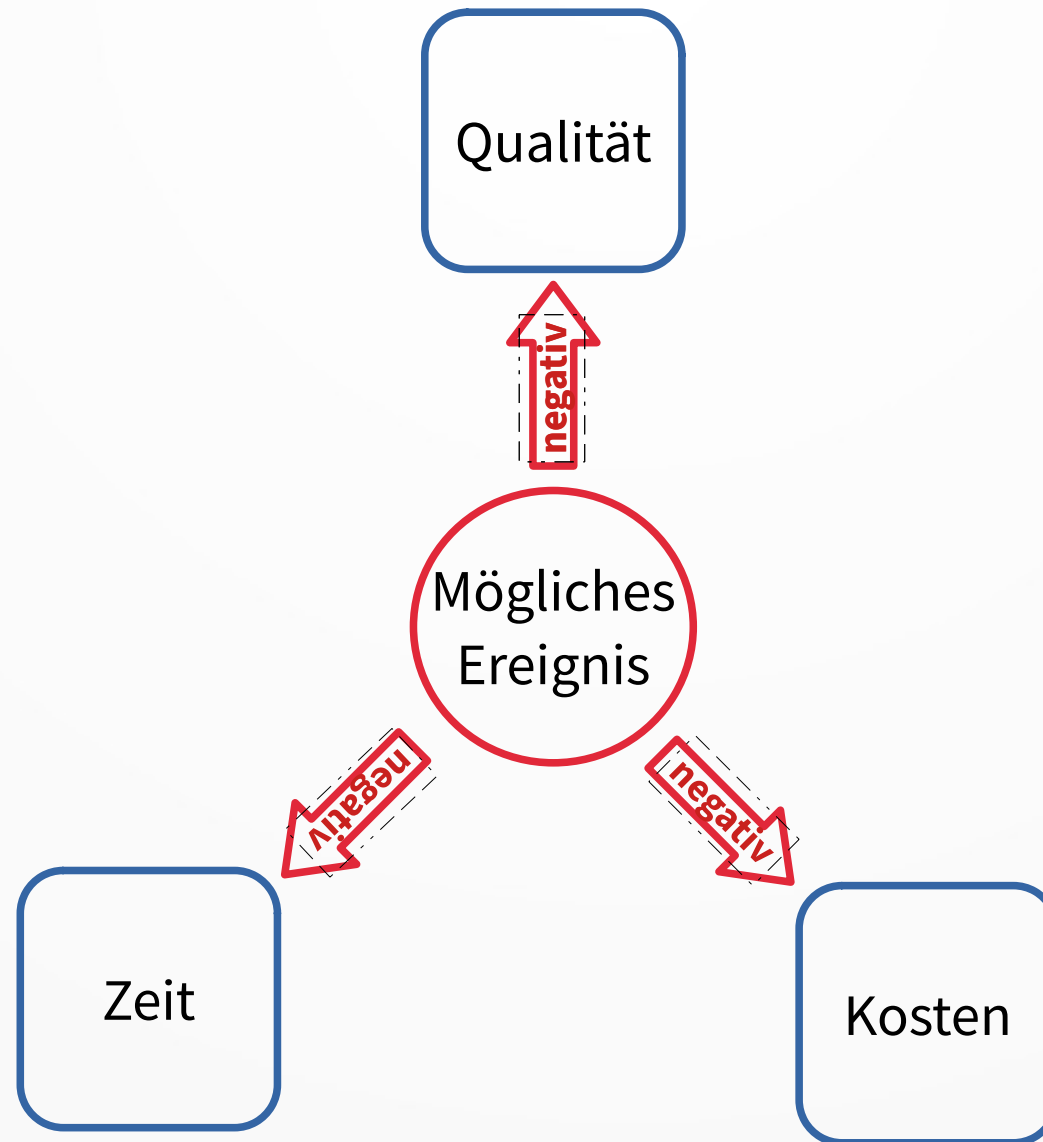 Qualität
negativ
Mögliches
Ereignis
negativ
negativ
Zeit
Kosten